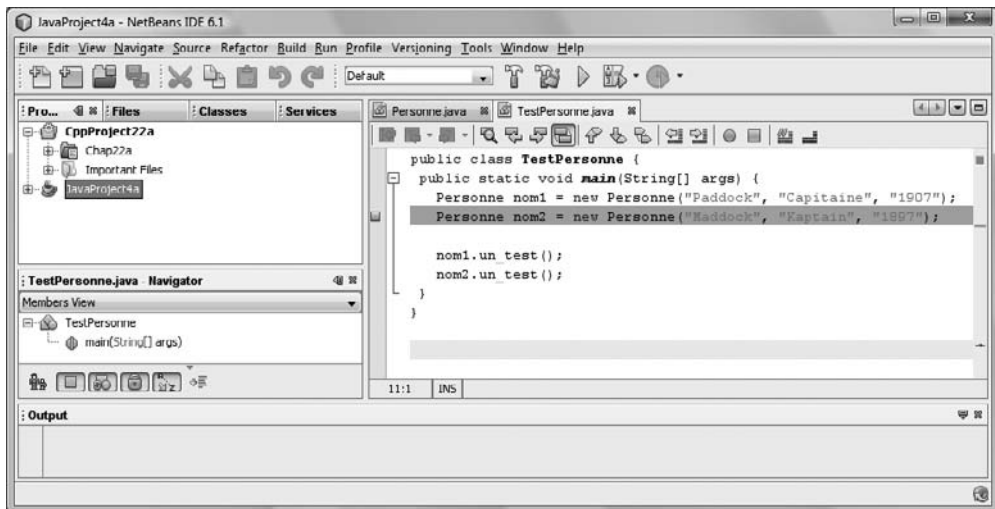 JavaProject4a - NetBeans IDE 6.1
File Edit View Navigate Source Refactor Build Run Profile Versioning Tools Window Help
Default
Pro... Files Classes Services
CppProject22a
Chap22a
Important Files
JavaProject4a
TestPersonne.java - Navigator
Members View
TestPersonne
main(String[] args)
Personne.java TestPersonne.java
public class TestPersonne {
public static void main(String[] args) {
Personne nom1 = new Personne("Paddock", "Capitaine", "1907");
Personne nom2 = new Personne("Haddock", "Kaptain", "1897");
nom1.un_test();
nom2.un_test();
}
}
11:1 INS
Output